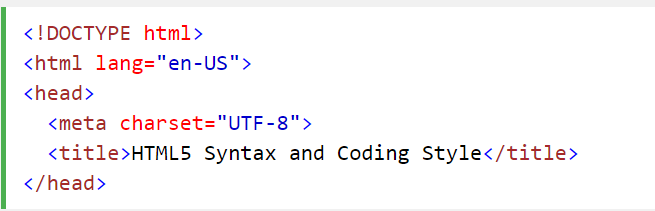 <!DOCTYPE html>
<html lang="en-US">
<head>
  <meta charset="UTF-8">
  <title>HTML5 Syntax and Coding Style</title>
</head>